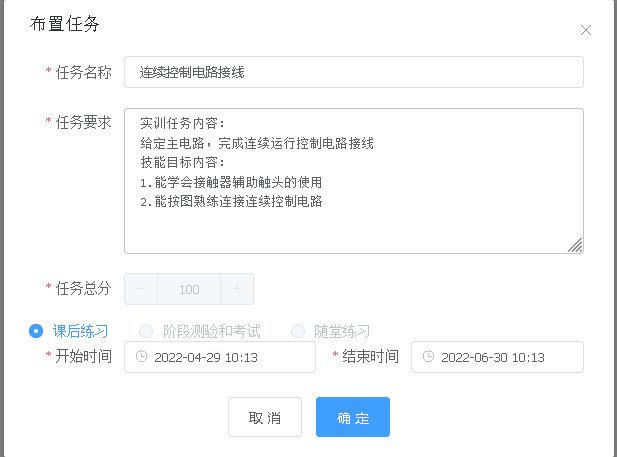 布置任务
* 任务名称 连续控制电路接线
* 任务要求 实训任务内容:
给定主电路，完成连续运行控制电路接线
技能目标内容:
1.能学会接触器辅助触头的使用
2.能按图熟练连接连续控制电路
* 任务总分 100
课后练习 阶段测验和考试 随堂练习
* 开始时间 2022-04-29 10:13 * 结束时间 2022-06-30 10:13
取 消 确 定